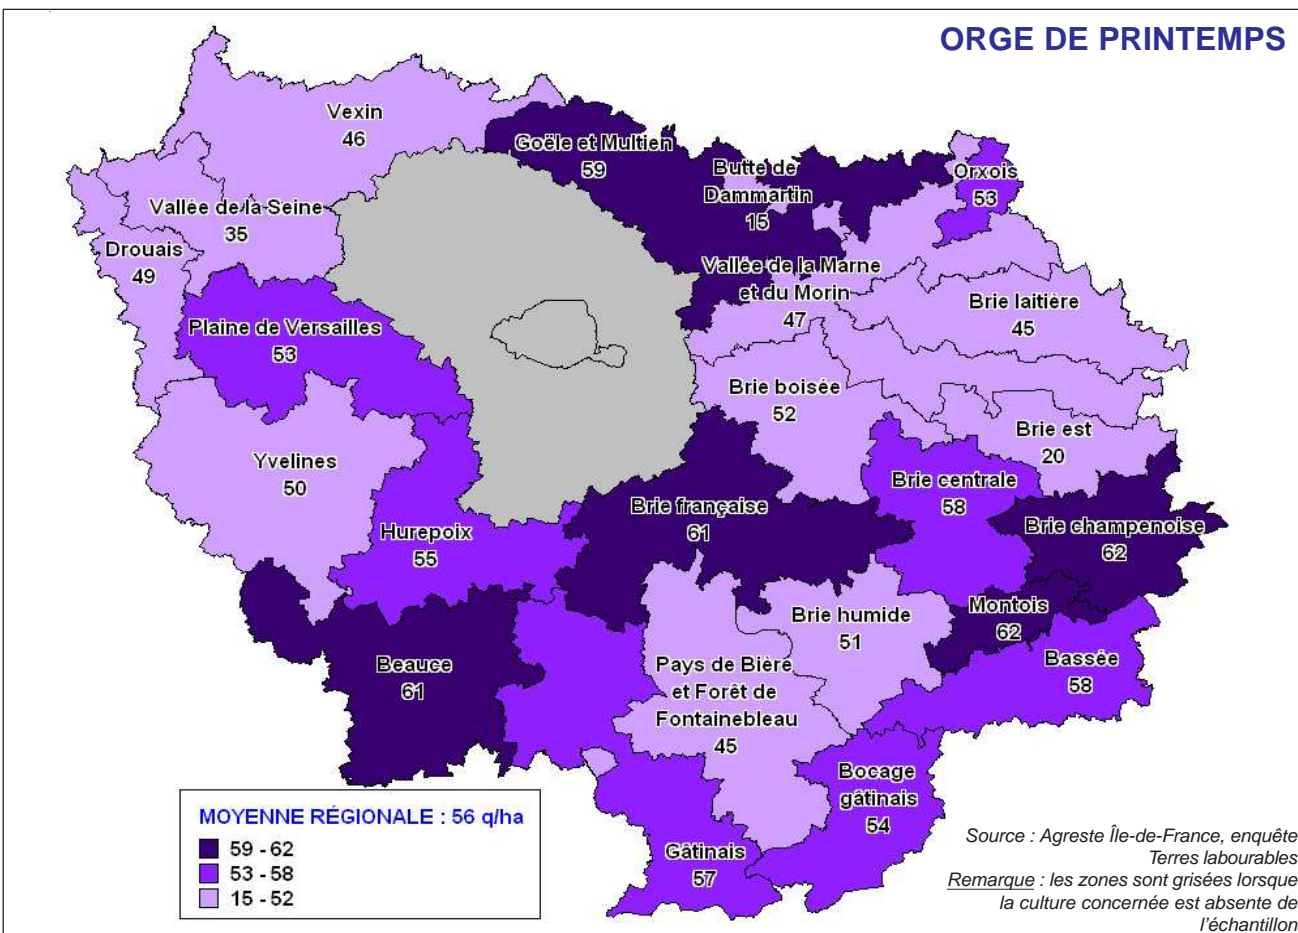 ORGE DE PRINTEMPS
Vexin
46
Goële et Multien
59
Butte de
Dammartin
15
Orxois
53
Vallée de la Seine
35
Drouais
49
Vallée de la Marne
et du Morin
47
Brie laitière
45
Plaine de Versailles
53
Brie boisée
52
Brie est
20
Yvelines
50
Brie centrale
58
Brie française
61
Brie champenoise
62
Hurepoix
55
Montois
62
Brie humide
51
Beauce
61
Pays de Bière
et Forêt de
Fontainebleau
45
Bassée
58
Bocage
gâtinais
54
Gâtinais
57
MOYENNE RÉGIONALE : 56 q/ha
59 - 62
53 - 58
15 - 52
Source : Agreste Île-de-France, enquête
Terres labourables
Remarque : les zones sont grisées lorsque
la culture concernée est absente de
l'échantillon